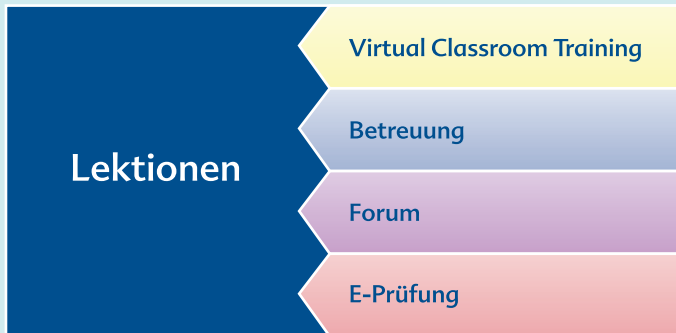 Lektionen
Virtual Classroom Training
Betreuung
Forum
E-Prüfung